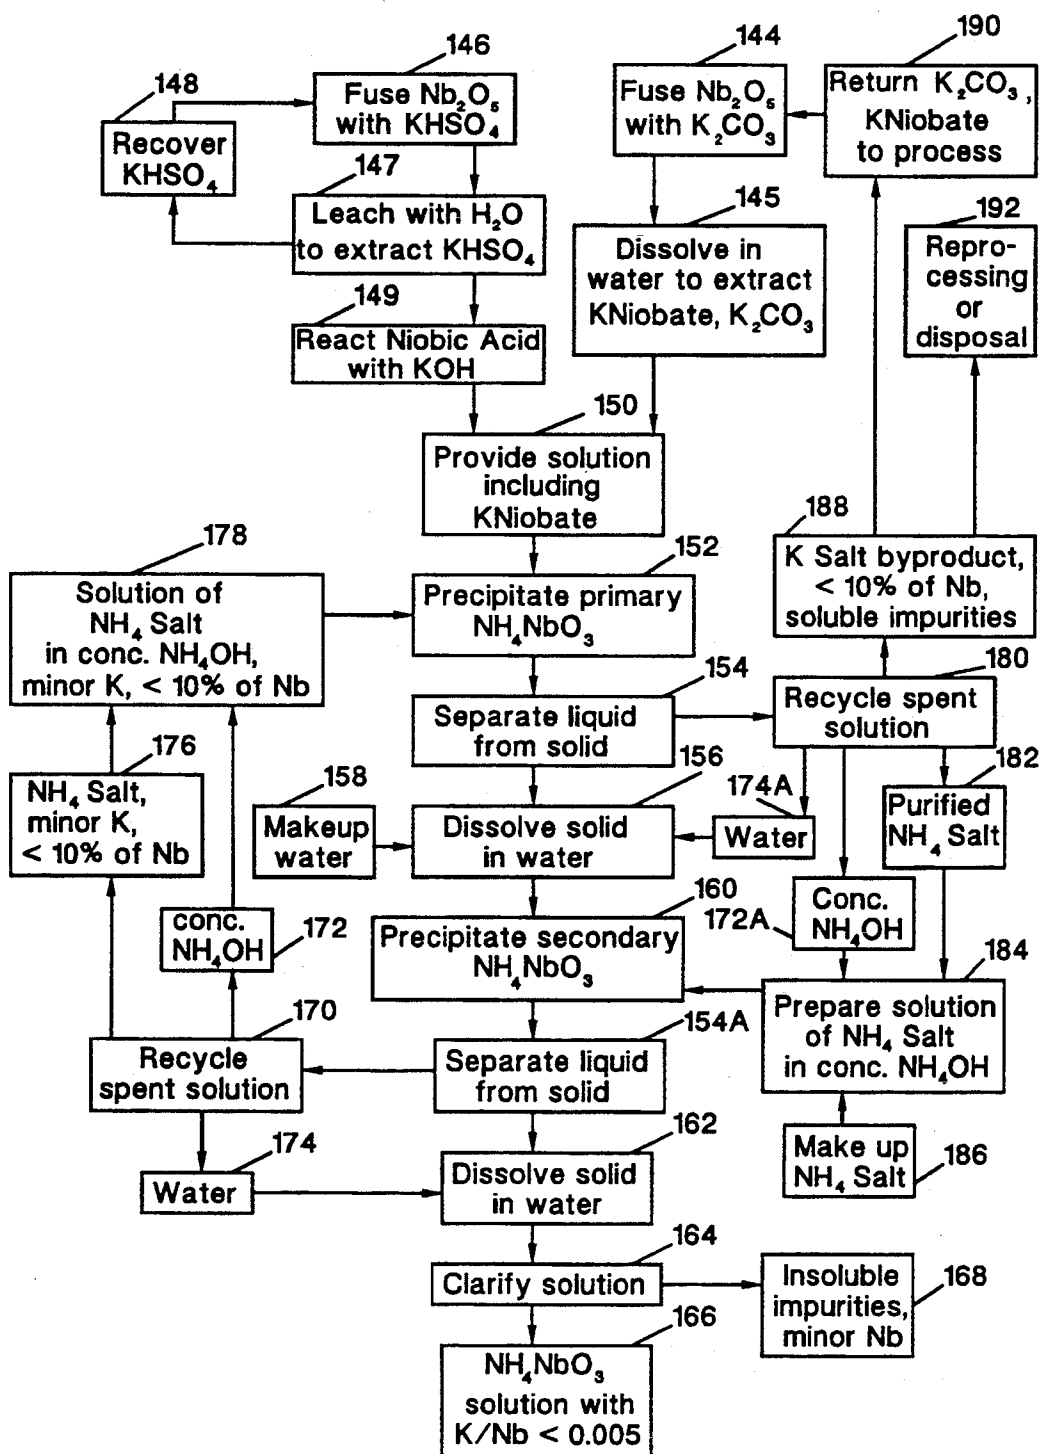 146
Fuse Nb₂O₅
with KHSO₄
148
Recover
KHSO₄
147
Leach with H₂O
to extract KHSO₄
149
React Niobic Acid
with KOH
144
Fuse Nb₂O₅
with K₂CO₃
190
Return K₂CO₃,
KNiobate
to process
145
Dissolve in
water to extract
KNiobate, K₂CO₃
192
Repro-
cessing
or
disposal
150
Provide solution
including
KNiobate
188
K Salt byproduct,
< 10% of Nb,
soluble impurities
178
Solution of
NH₄ Salt
in conc. NH₄OH,
minor K, < 10% of Nb
152
Precipitate primary
NH₄NbO₃
154
Separate liquid
from solid
180
Recycle spent
solution
176
NH₄ Salt,
minor K,
< 10% of Nb
158
Makeup
water
156
Dissolve solid
in water
174A
Water
182
Purified
NH₄ Salt
conc.
NH₄OH
172
160
Precipitate secondary
NH₄NbO₃
172A
Conc.
NH₄OH
184
Prepare solution
of NH₄ Salt
in conc. NH₄OH
170
Recycle
spent solution
154A
Separate liquid
from solid
174
Water
162
Dissolve solid
in water
Make up
NH₄ Salt
186
164
Clarify solution
Insoluble
impurities,
minor Nb
168
166
NH₄NbO₃
solution with
K/Nb < 0.005